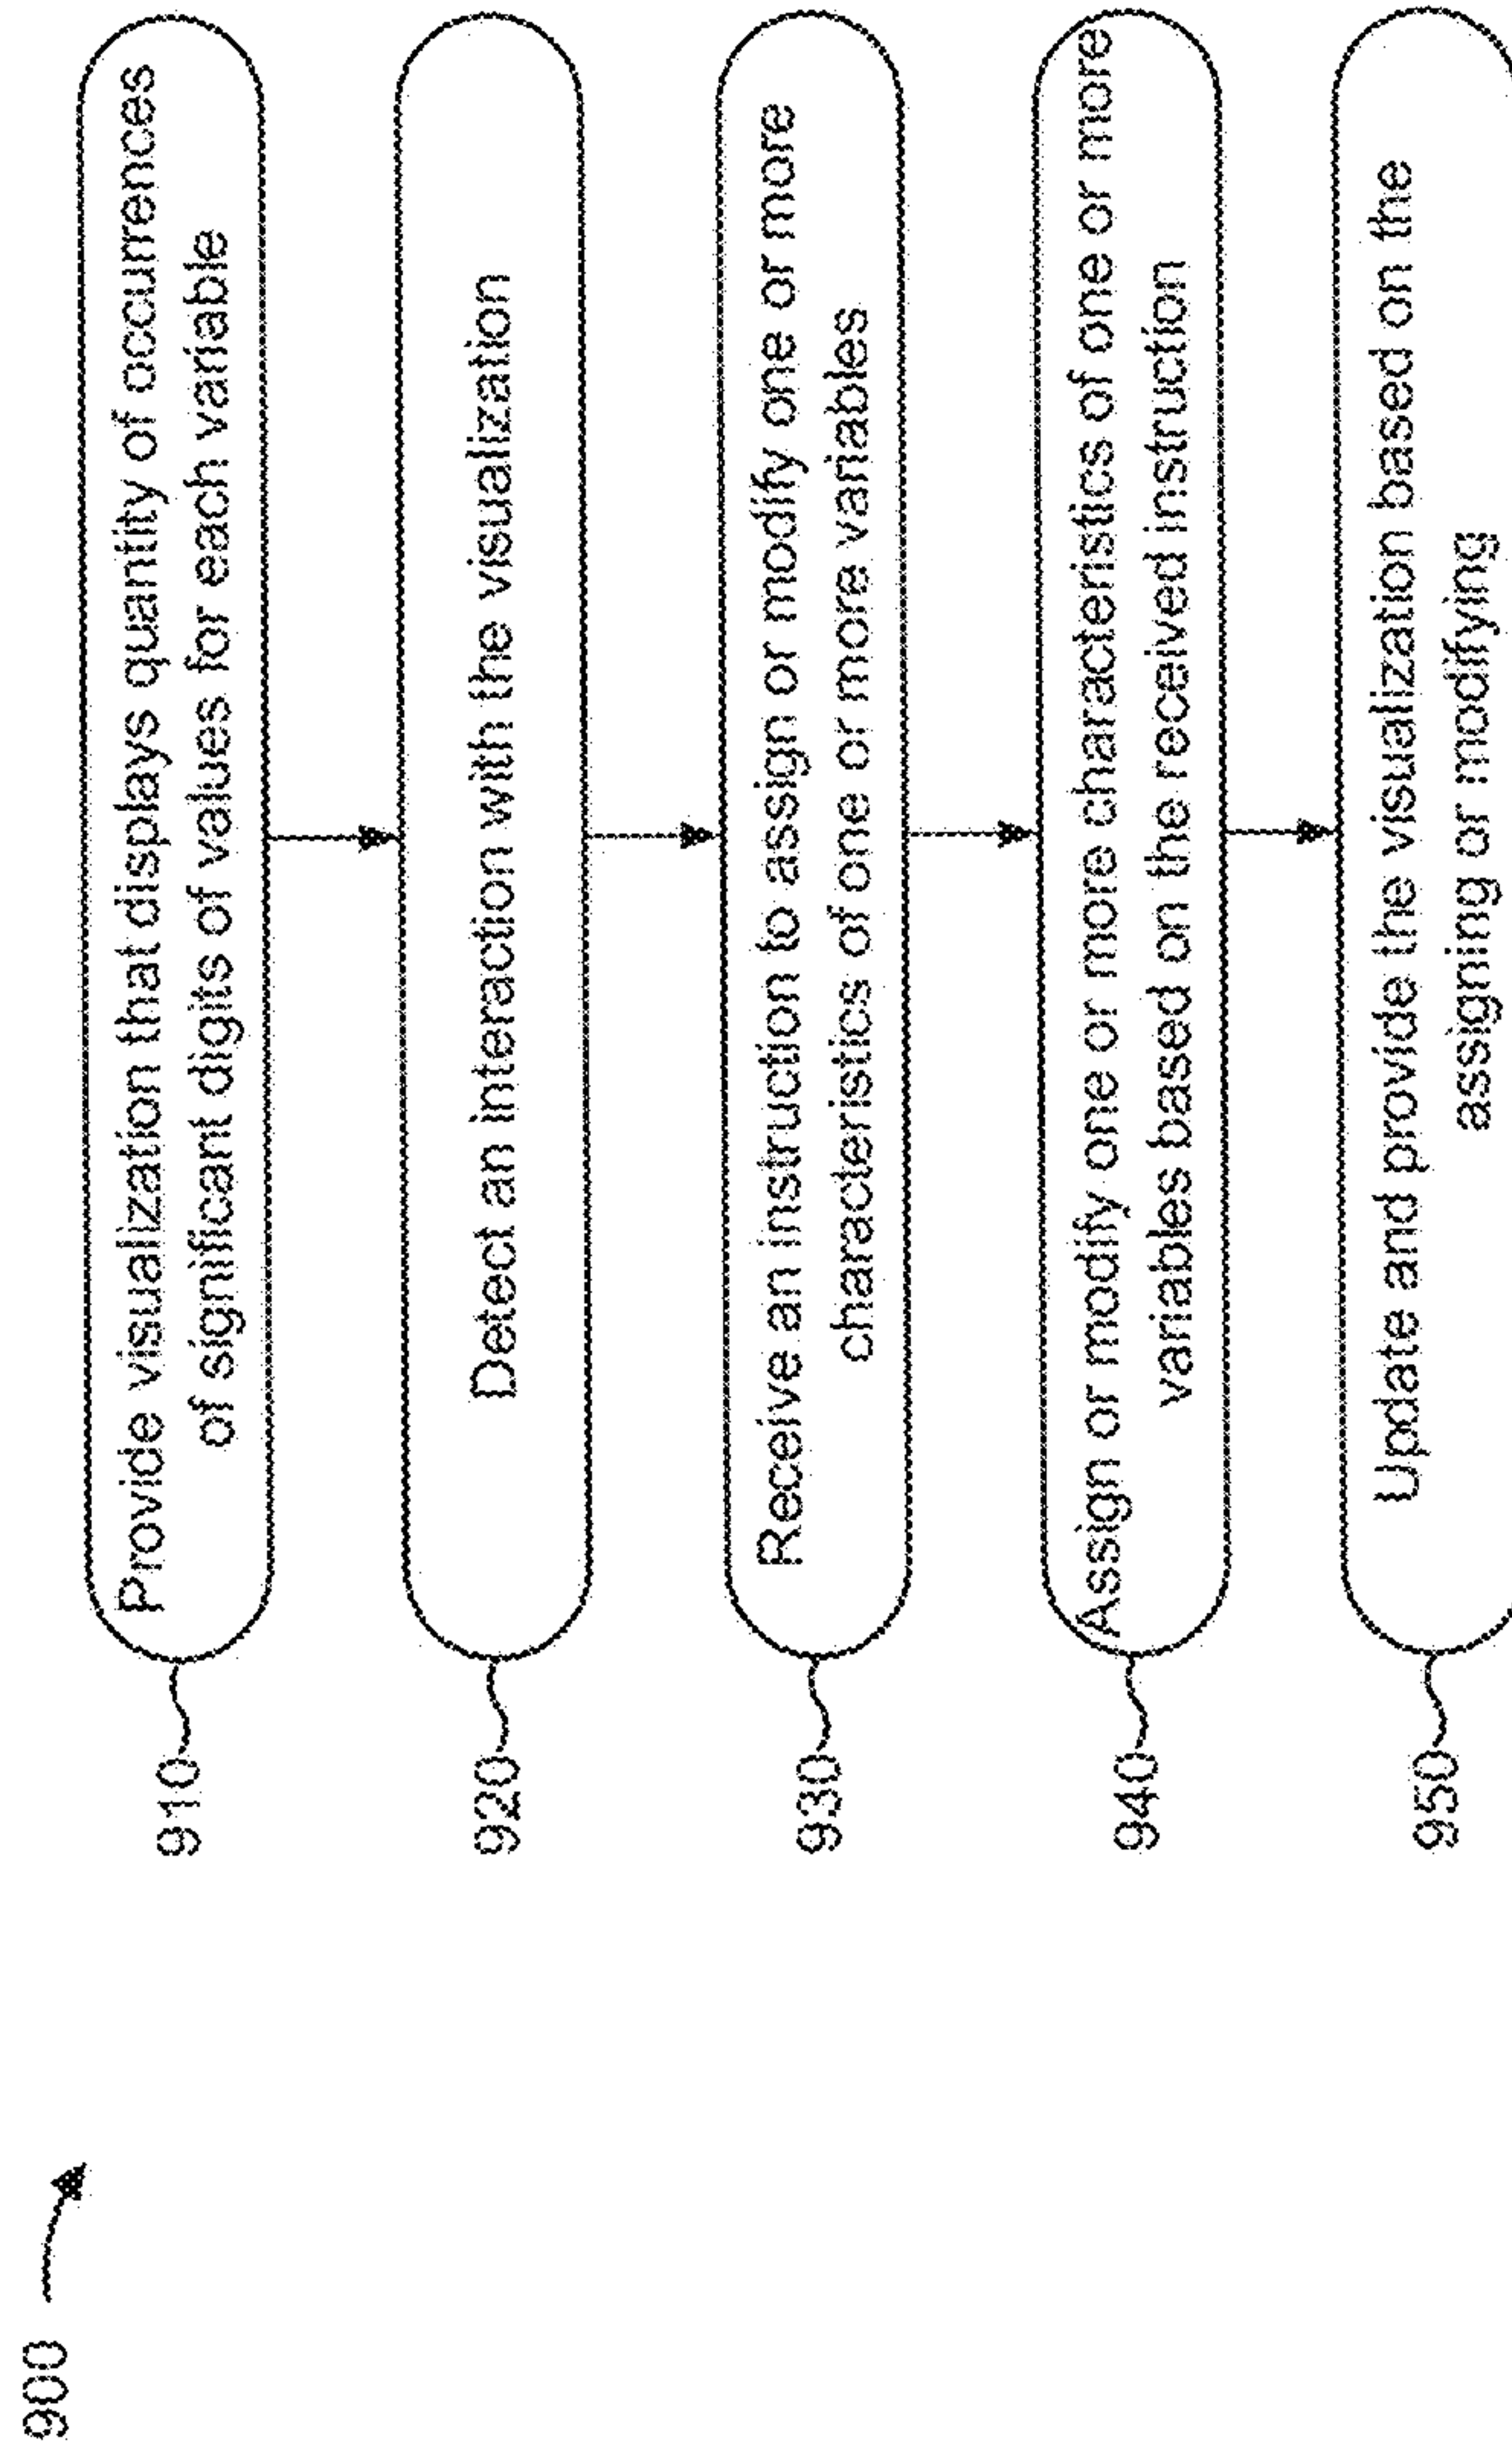 900
910
Provide visualization that displays quantity of occurrences
of significant digits of values for each variable
920
Detect an interaction with the visualization
930
Receive an instruction to assign or modify one or more
characteristics of one or more variables
940
Assign or modify one or more characteristics of one or more
variables based on the received instruction
950
Update and provide the visualization based on the
assigning or modifying